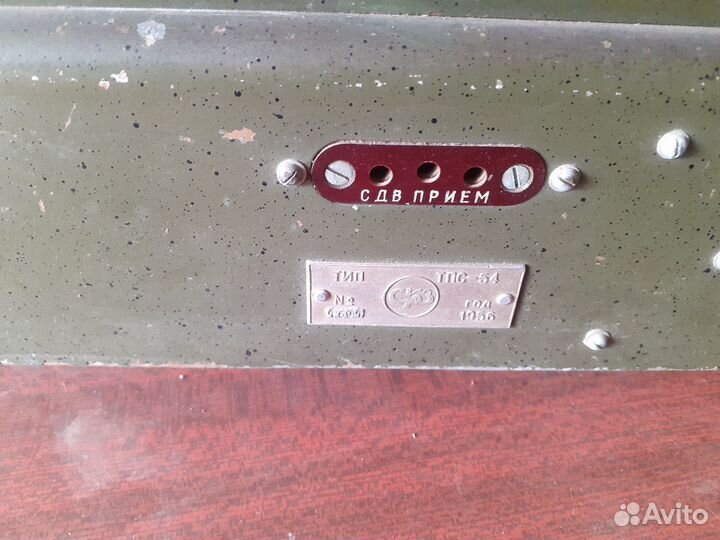 СДВ ПРИЕМ
ТИП ТПС-54
№ ГОД
1956
Avito